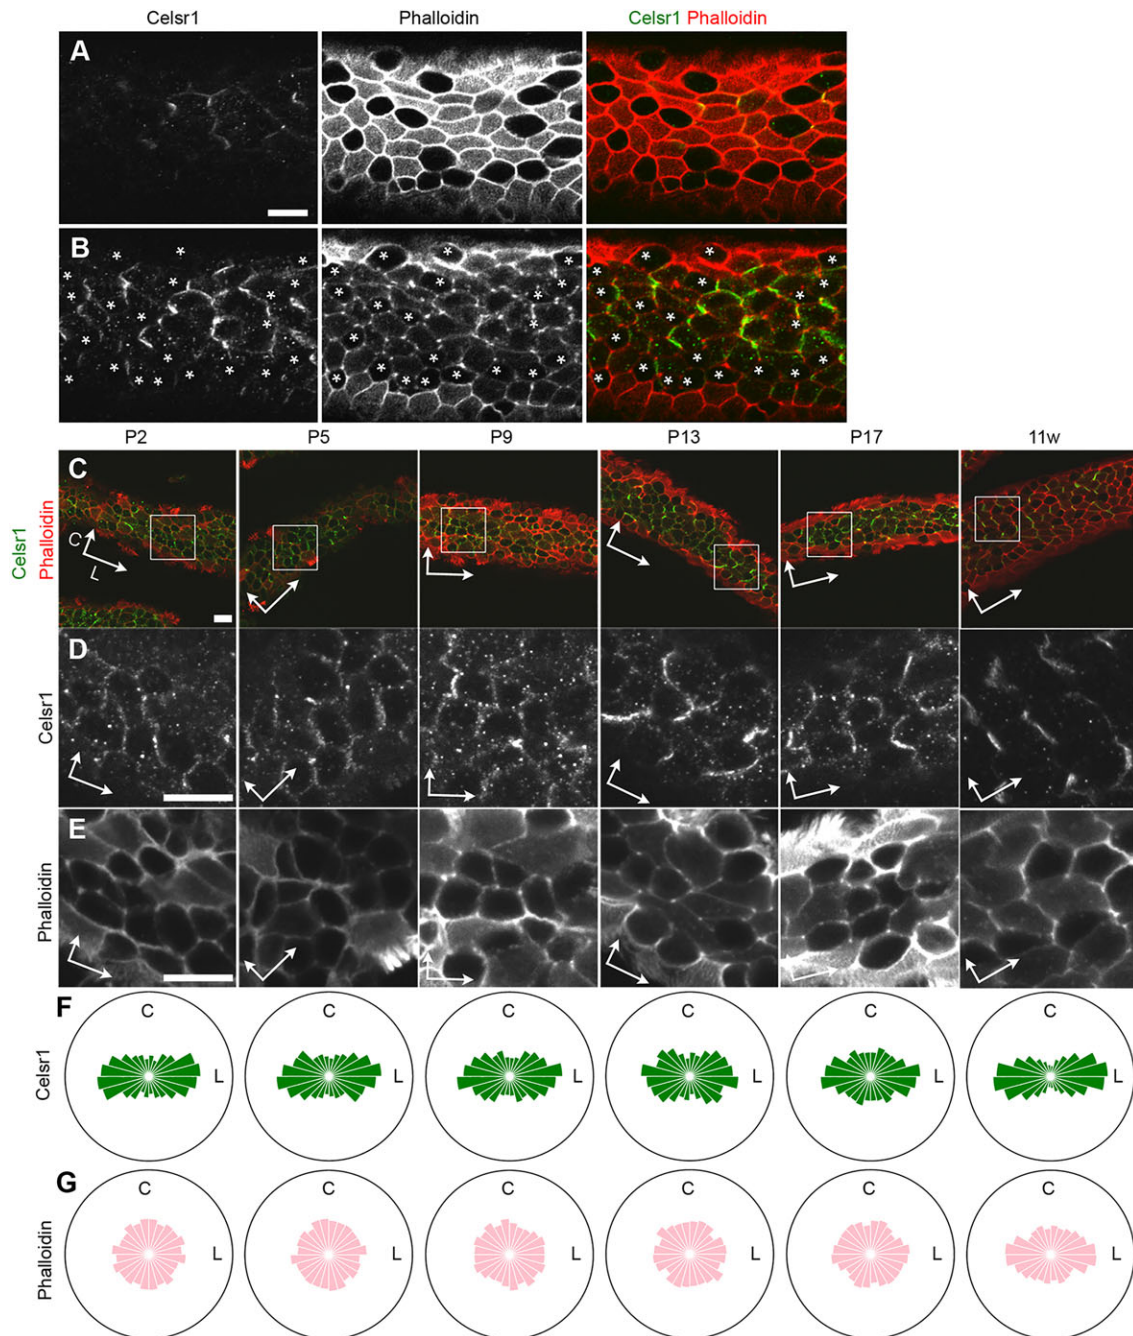 Celsr1 Phalloidin Celsr1 Phalloidin
A
B
* * * * * * * * * * * * * * * * * * * *
P2 P5 P9 P13 P17 11w
Celsr1 Phalloidin
C
C
L
Celsr1
D
Phalloidin
E
Celsr1
F
C C C C C C
L L L L L L
Phalloidin
G
C C C C C C
L L L L L L